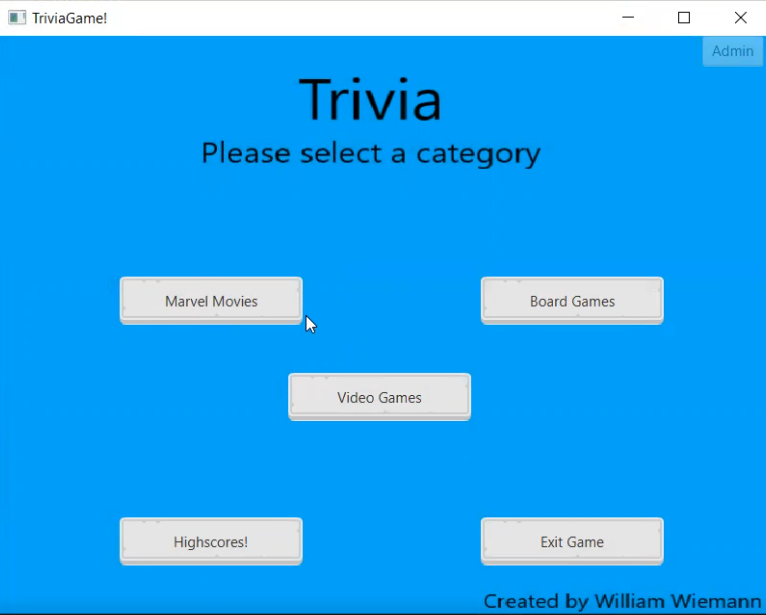 TriviaGame!
Admin
Trivia
Please select a category
Marvel Movies
Board Games
Video Games
Highscores!
Exit Game
Created by William Wiemann